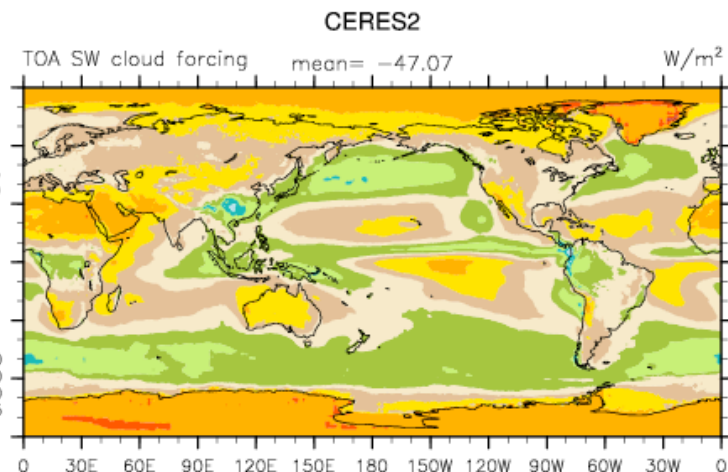 CERES2
TOA SW cloud forcing mean= -47.07 W/m²
0 30E 60E 90E 120E 150E 180 150W 120W 90W 60W 30W 0